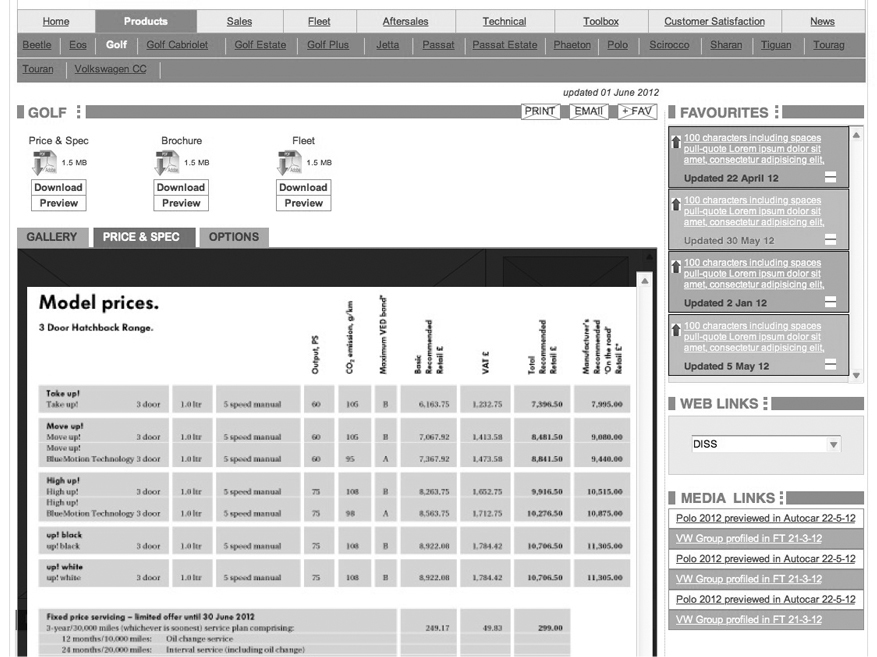 Home Products Sales Fleet Aftersales Technical Toolbox Customer Satisfaction News
Beetle Eos Golf Golf Cabriolet Golf Estate Golf Plus Jetta Passat Passat Estate Phaeton Polo Scirocco Sharan Tiguan Tourag
Touran Volkswagen CC
updated 01 June 2012
GOLF
PRINT EMAIL + FAV
Price & Spec Brochure Fleet
1.5 MB 1.5 MB 1.5 MB
Download Download Download
Preview Preview Preview
GALLERY PRICE & SPEC OPTIONS
Model prices.
3 Door Hatchback Range.
Output, PS
CO2 emission, g/km
Maximum VED band*
Basic
Recommended
Retail £
VAT £
Total
Recommended
Retail £
Manufacturer's
Recommended
'On the road'
Retail £*
Take up!
Take up! 3 door 1.0 ltr 5 speed manual 60 105 B 6,163.75 1,232.75 7,396.50 7,995.00
Move up!
Move up! 3 door 1.0 ltr 5 speed manual 60 105 B 7,067.92 1,413.58 8,481.50 9,080.00
Move up!
BlueMotion Technology 3 door 1.0 ltr 5 speed manual 60 95 A 7,367.92 1,473.58 8,841.50 9,440.00
High up!
High up! 3 door 1.0 ltr 5 speed manual 75 108 B 8,263.75 1,652.75 9,916.50 10,515.00
High up!
BlueMotion Technology 3 door 1.0 ltr 5 speed manual 75 98 A 8,563.75 1,712.75 10,276.50 10,875.00
up! black
up! black 3 door 1.0 ltr 5 speed manual 75 108 B 8,922.08 1,784.42 10,706.50 11,305.00
up! white
up! white 3 door 1.0 ltr 5 speed manual 75 108 B 8,922.08 1,784.42 10,706.50 11,305.00
Fixed price servicing – limited offer until 30 June 2012
3-year/30,000 miles (whichever is soonest) service plan comprising: 249.17 49.83 299.00
12 months/10,000 miles: Oil change service
24 months/20,000 miles: Interval service (including oil change)
FAVOURITES
100 characters including spaces
pull-quote Lorem ipsum dolor sit
amet, consectetur adipisicing elit,
Updated 22 April 12
100 characters including spaces
pull-quote Lorem ipsum dolor sit
amet, consectetur adipisicing elit,
Updated 30 May 12
100 characters including spaces
pull-quote Lorem ipsum dolor sit
amet, consectetur adipisicing elit,
Updated 2 Jan 12
100 characters including spaces
pull-quote Lorem ipsum dolor sit
amet, consectetur adipisicing elit,
Updated 5 May 12
WEB LINKS
DISS
MEDIA LINKS
Polo 2012 previewed in Autocar 22-5-12
VW Group profiled in FT 21-3-12
Polo 2012 previewed in Autocar 22-5-12
VW Group profiled in FT 21-3-12
Polo 2012 previewed in Autocar 22-5-12
VW Group profiled in FT 21-3-12